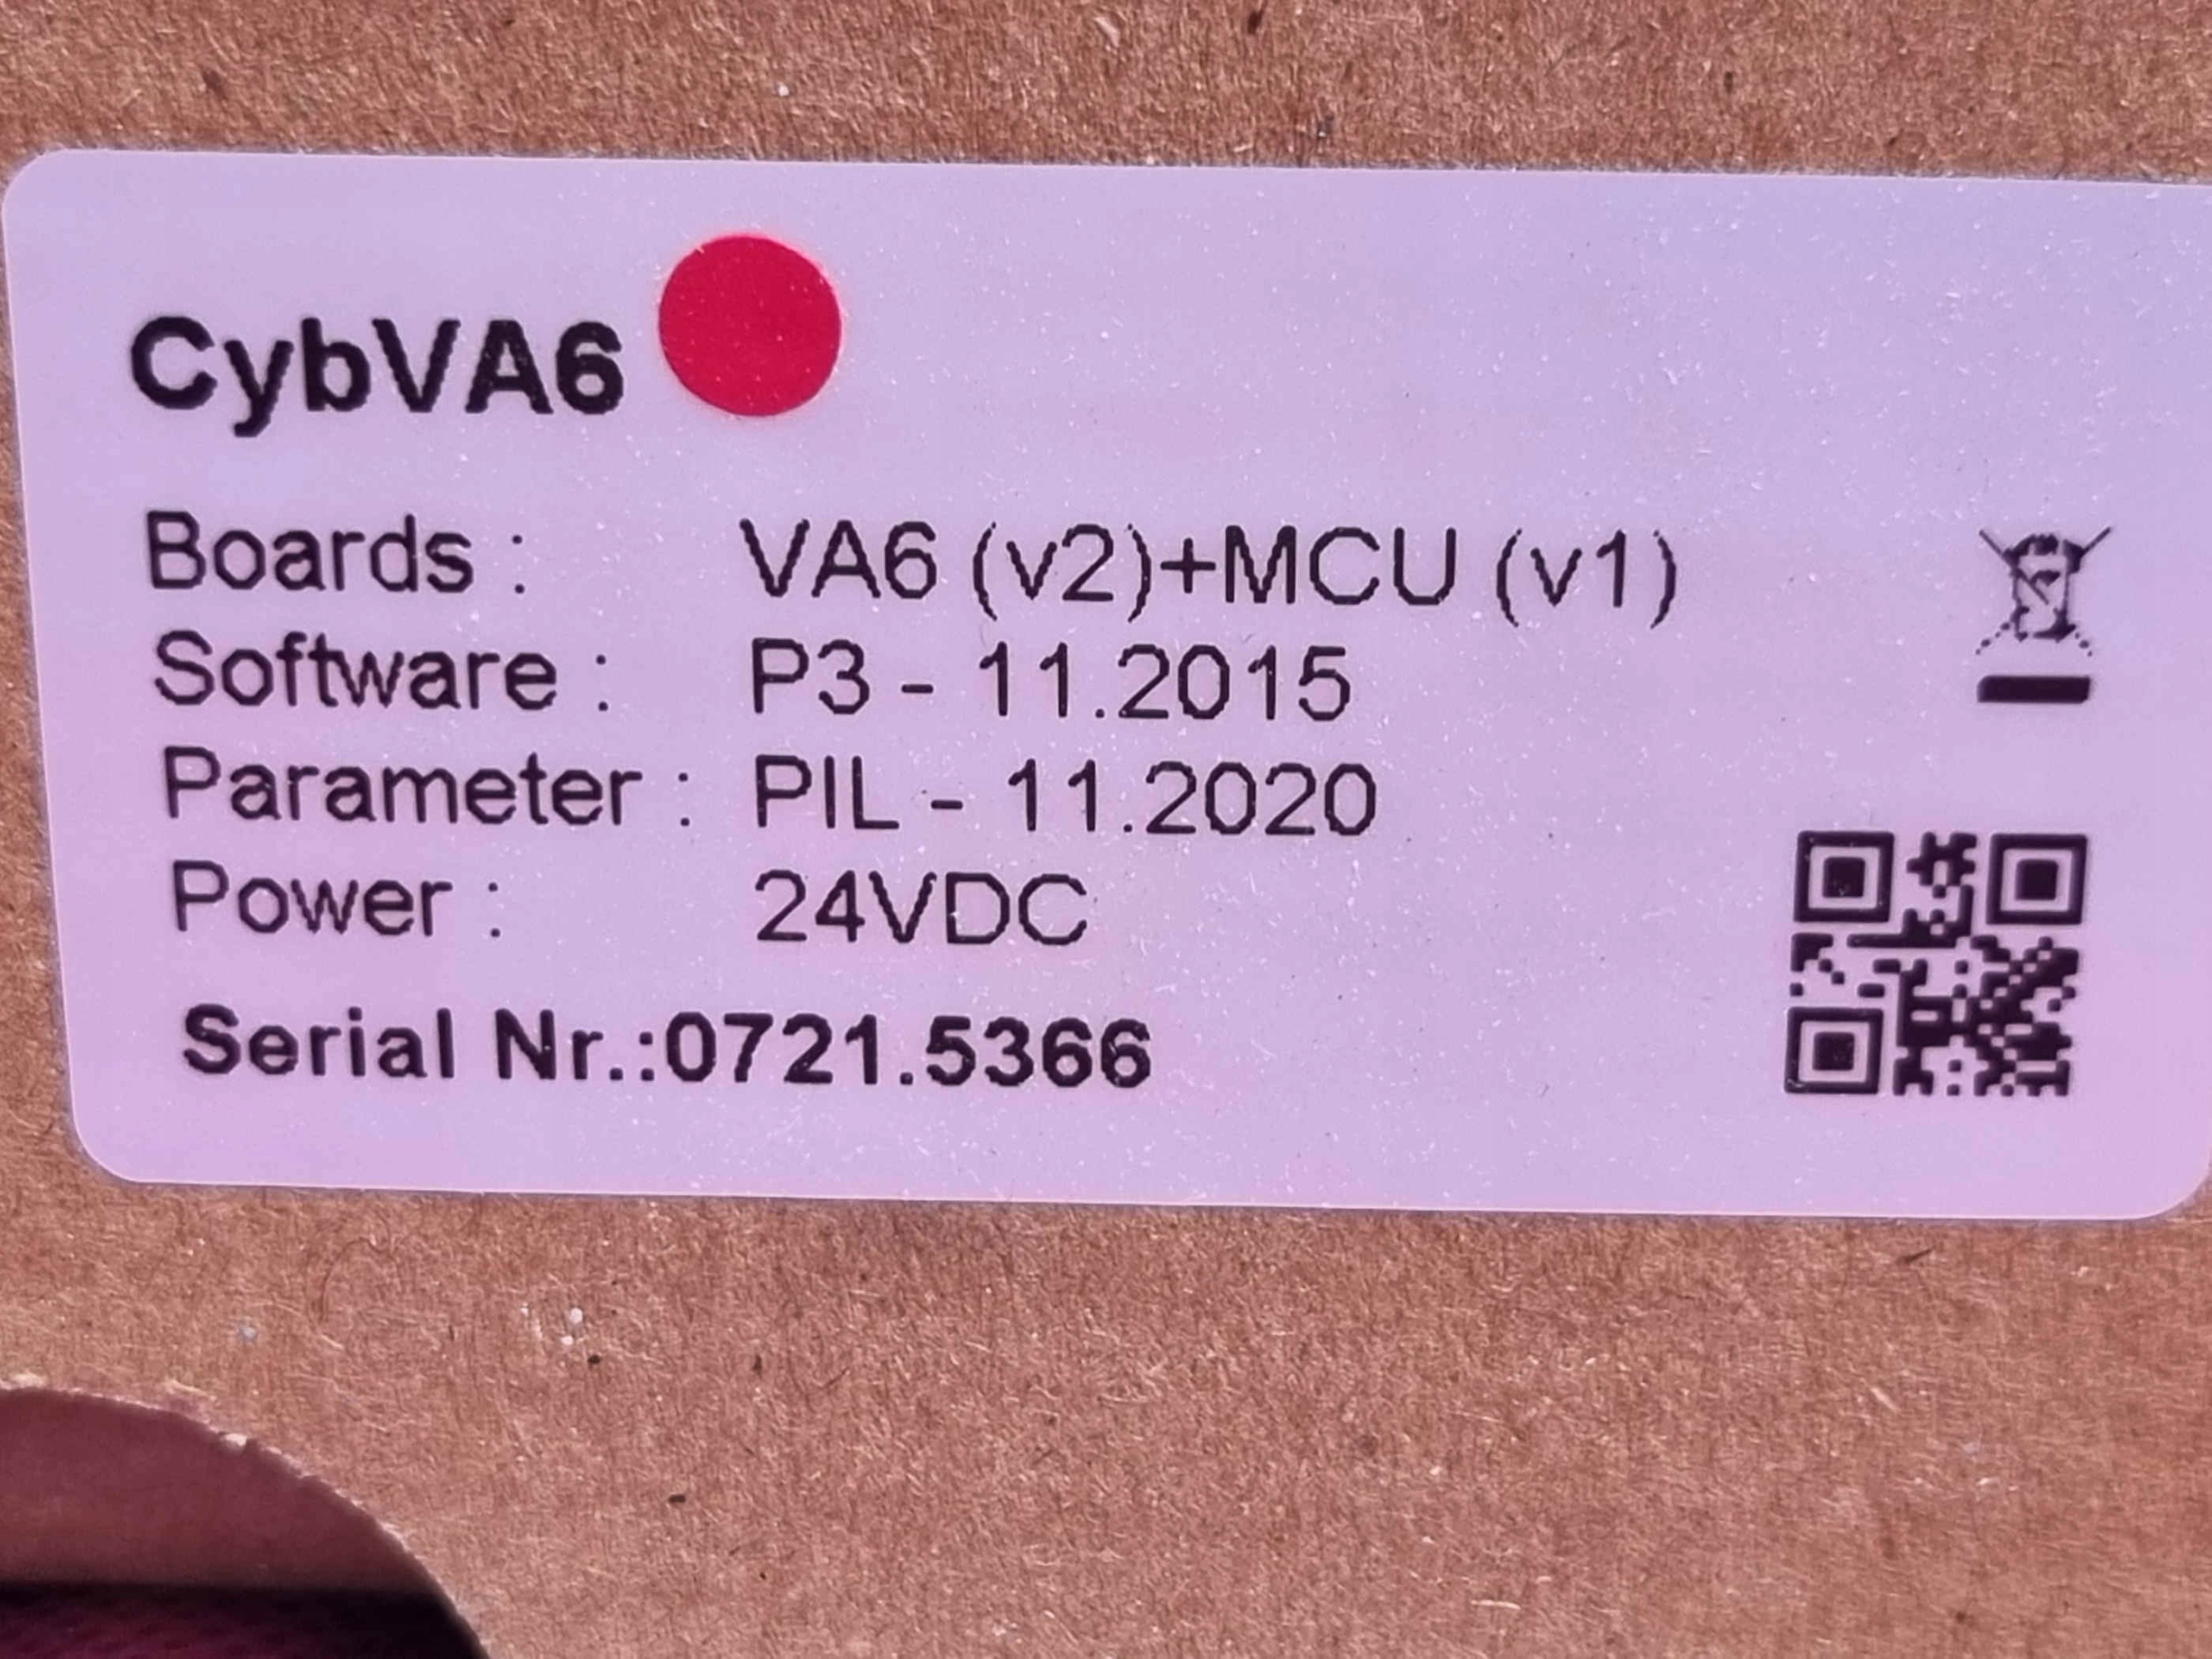 CybVA6
Boards : VA6 (v2)+MCU (v1)
Software : P3 - 11.2015
Parameter : PIL - 11.2020
Power : 24VDC
Serial Nr.:0721.5366